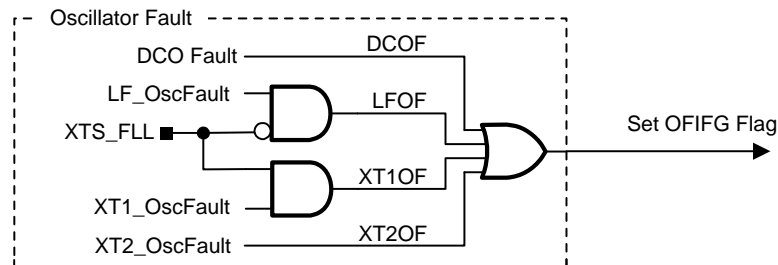 Oscillator Fault
DCO Fault
DCOF
LF_OscFault
LFOF
XTS_FLL
Set OFIFG Flag
XT1OF
XT1_OscFault
XT2_OscFault
XT2OF